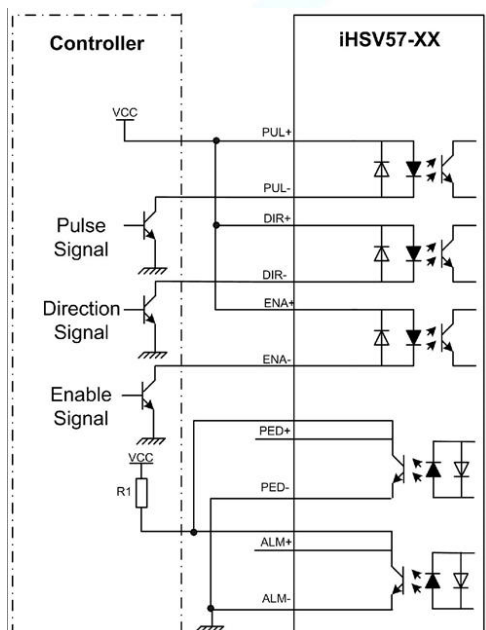 Controller
iHSV57-XX
VCC
PUL+
PUL-
Pulse
Signal
DIR+
DIR-
Direction
Signal
ENA+
ENA-
Enable
Signal
PED+
VCC
R1
PED-
ALM+
ALM-